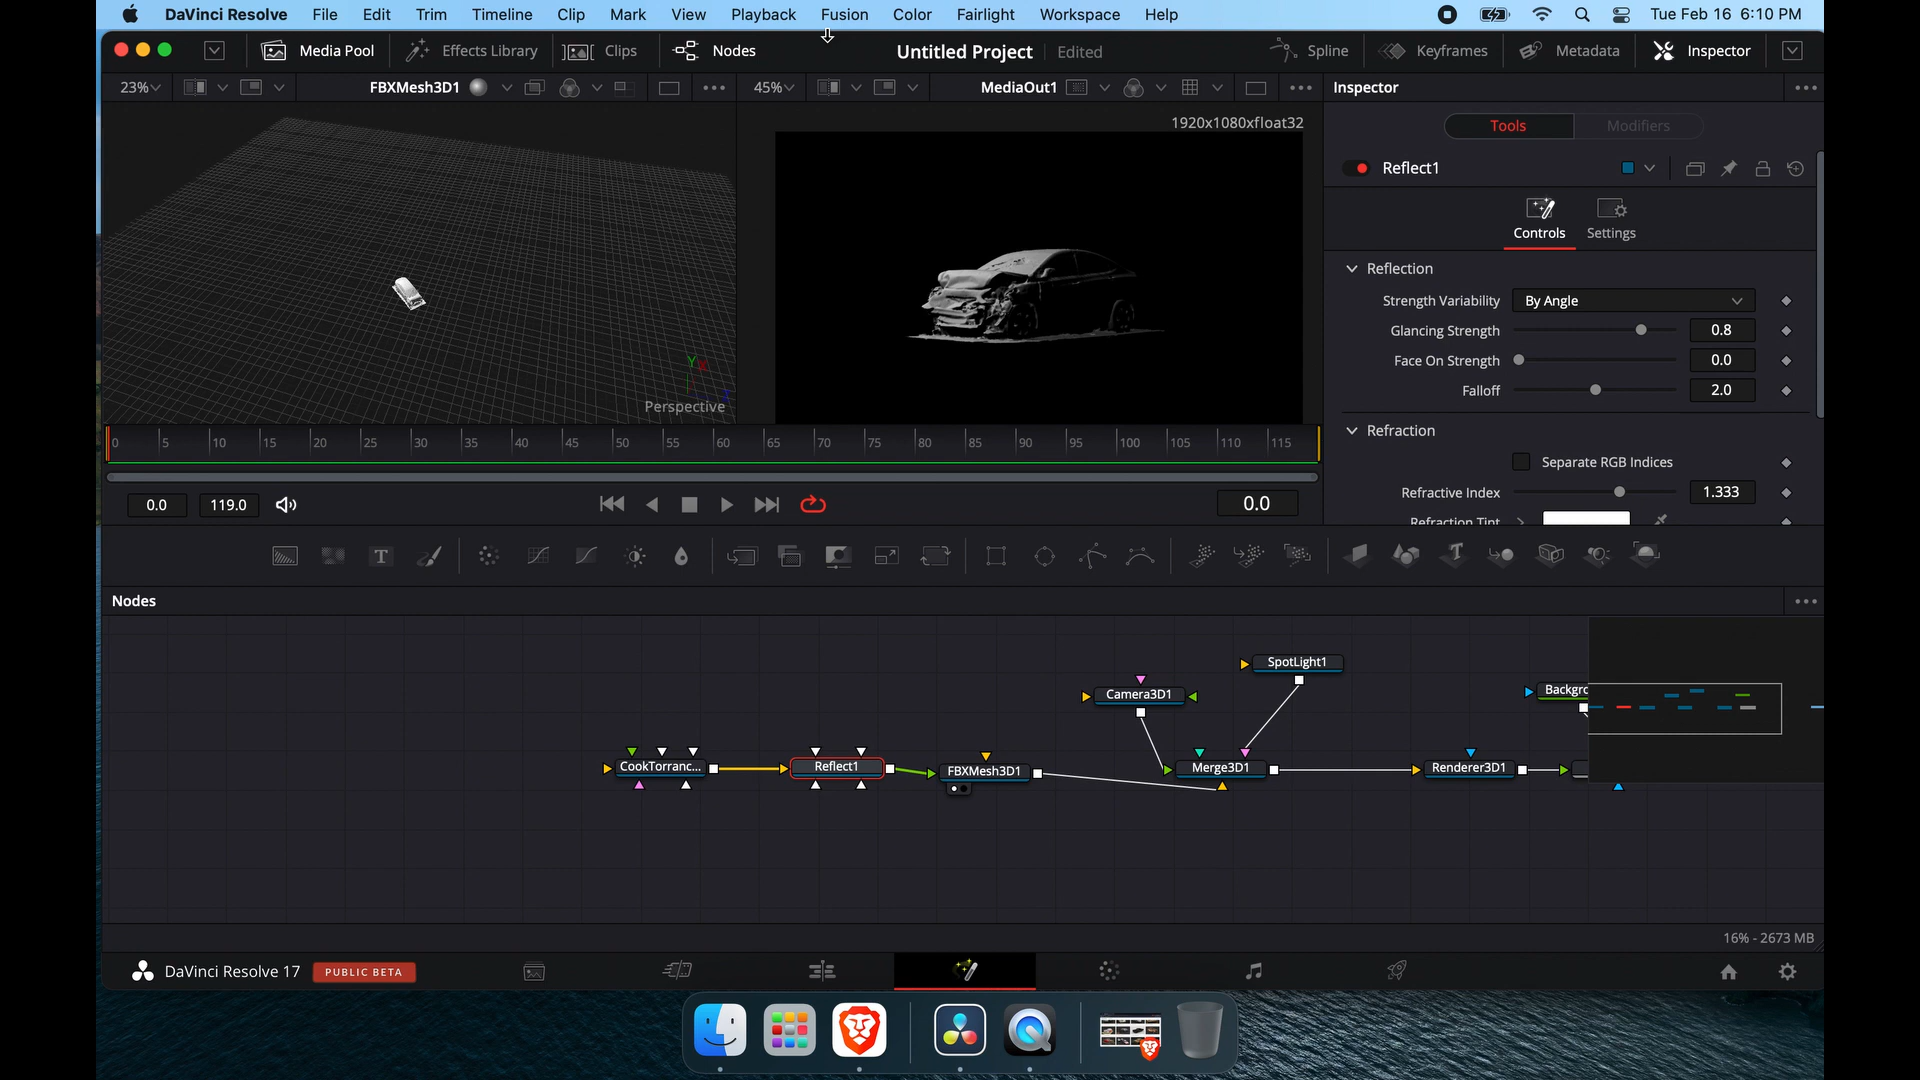 DaVinci Resolve File Edit Trim Timeline Clip Mark View Playback Fusion Color Fairlight Workspace Help Tue Feb 16 6:10 PM
Media Pool Effects Library Clips Nodes Untitled Project Edited Spline Keyframes Metadata Inspector
23% FBXMesh3D1 45% MediaOut1 Inspector
1920x1080xfloat32
Tools Modifiers
Reflect1
Controls Settings
Reflection
Strength Variability By Angle
Glancing Strength 0.8
Face On Strength 0.0
Falloff 2.0
Y X
Perspective
Refraction
0 5 10 15 20 25 30 35 40 45 50 55 60 65 70 75 80 85 90 95 100 105 110 115
Separate RGB Indices
Refractive Index 1.333
0.0 119.0 0.0
Refraction Tint
Nodes
SpotLight1
Camera3D1 Backgro
CookTorranc... Reflect1 FBXMesh3D1 Merge3D1 Renderer3D1
16% - 2673 MB
DaVinci Resolve 17 PUBLIC BETA